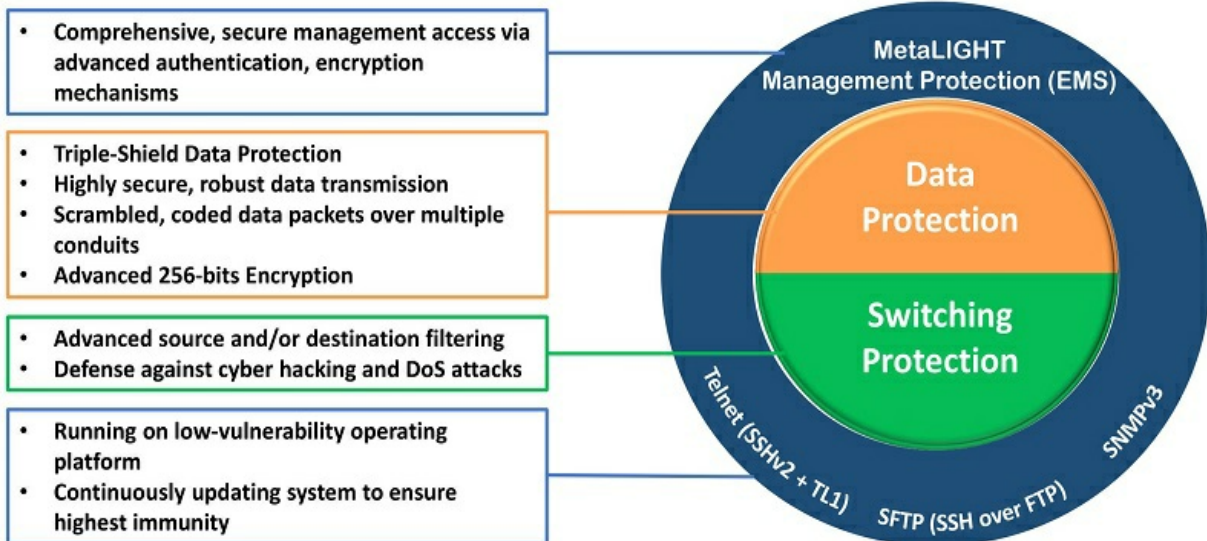 • Comprehensive, secure management access via
advanced authentication, encryption
mechanisms
• Triple-Shield Data Protection
• Highly secure, robust data transmission
• Scrambled, coded data packets over multiple
conduits
• Advanced 256-bits Encryption
• Advanced source and/or destination filtering
• Defense against cyber hacking and DoS attacks
• Running on low-vulnerability operating
platform
• Continuously updating system to ensure
highest immunity
MetaLIGHT
Management Protection (EMS)
Data
Protection
Switching
Protection
Telnet (SSHv2 + TL1)
SFTP (SSH over FTP)
SNMPv3